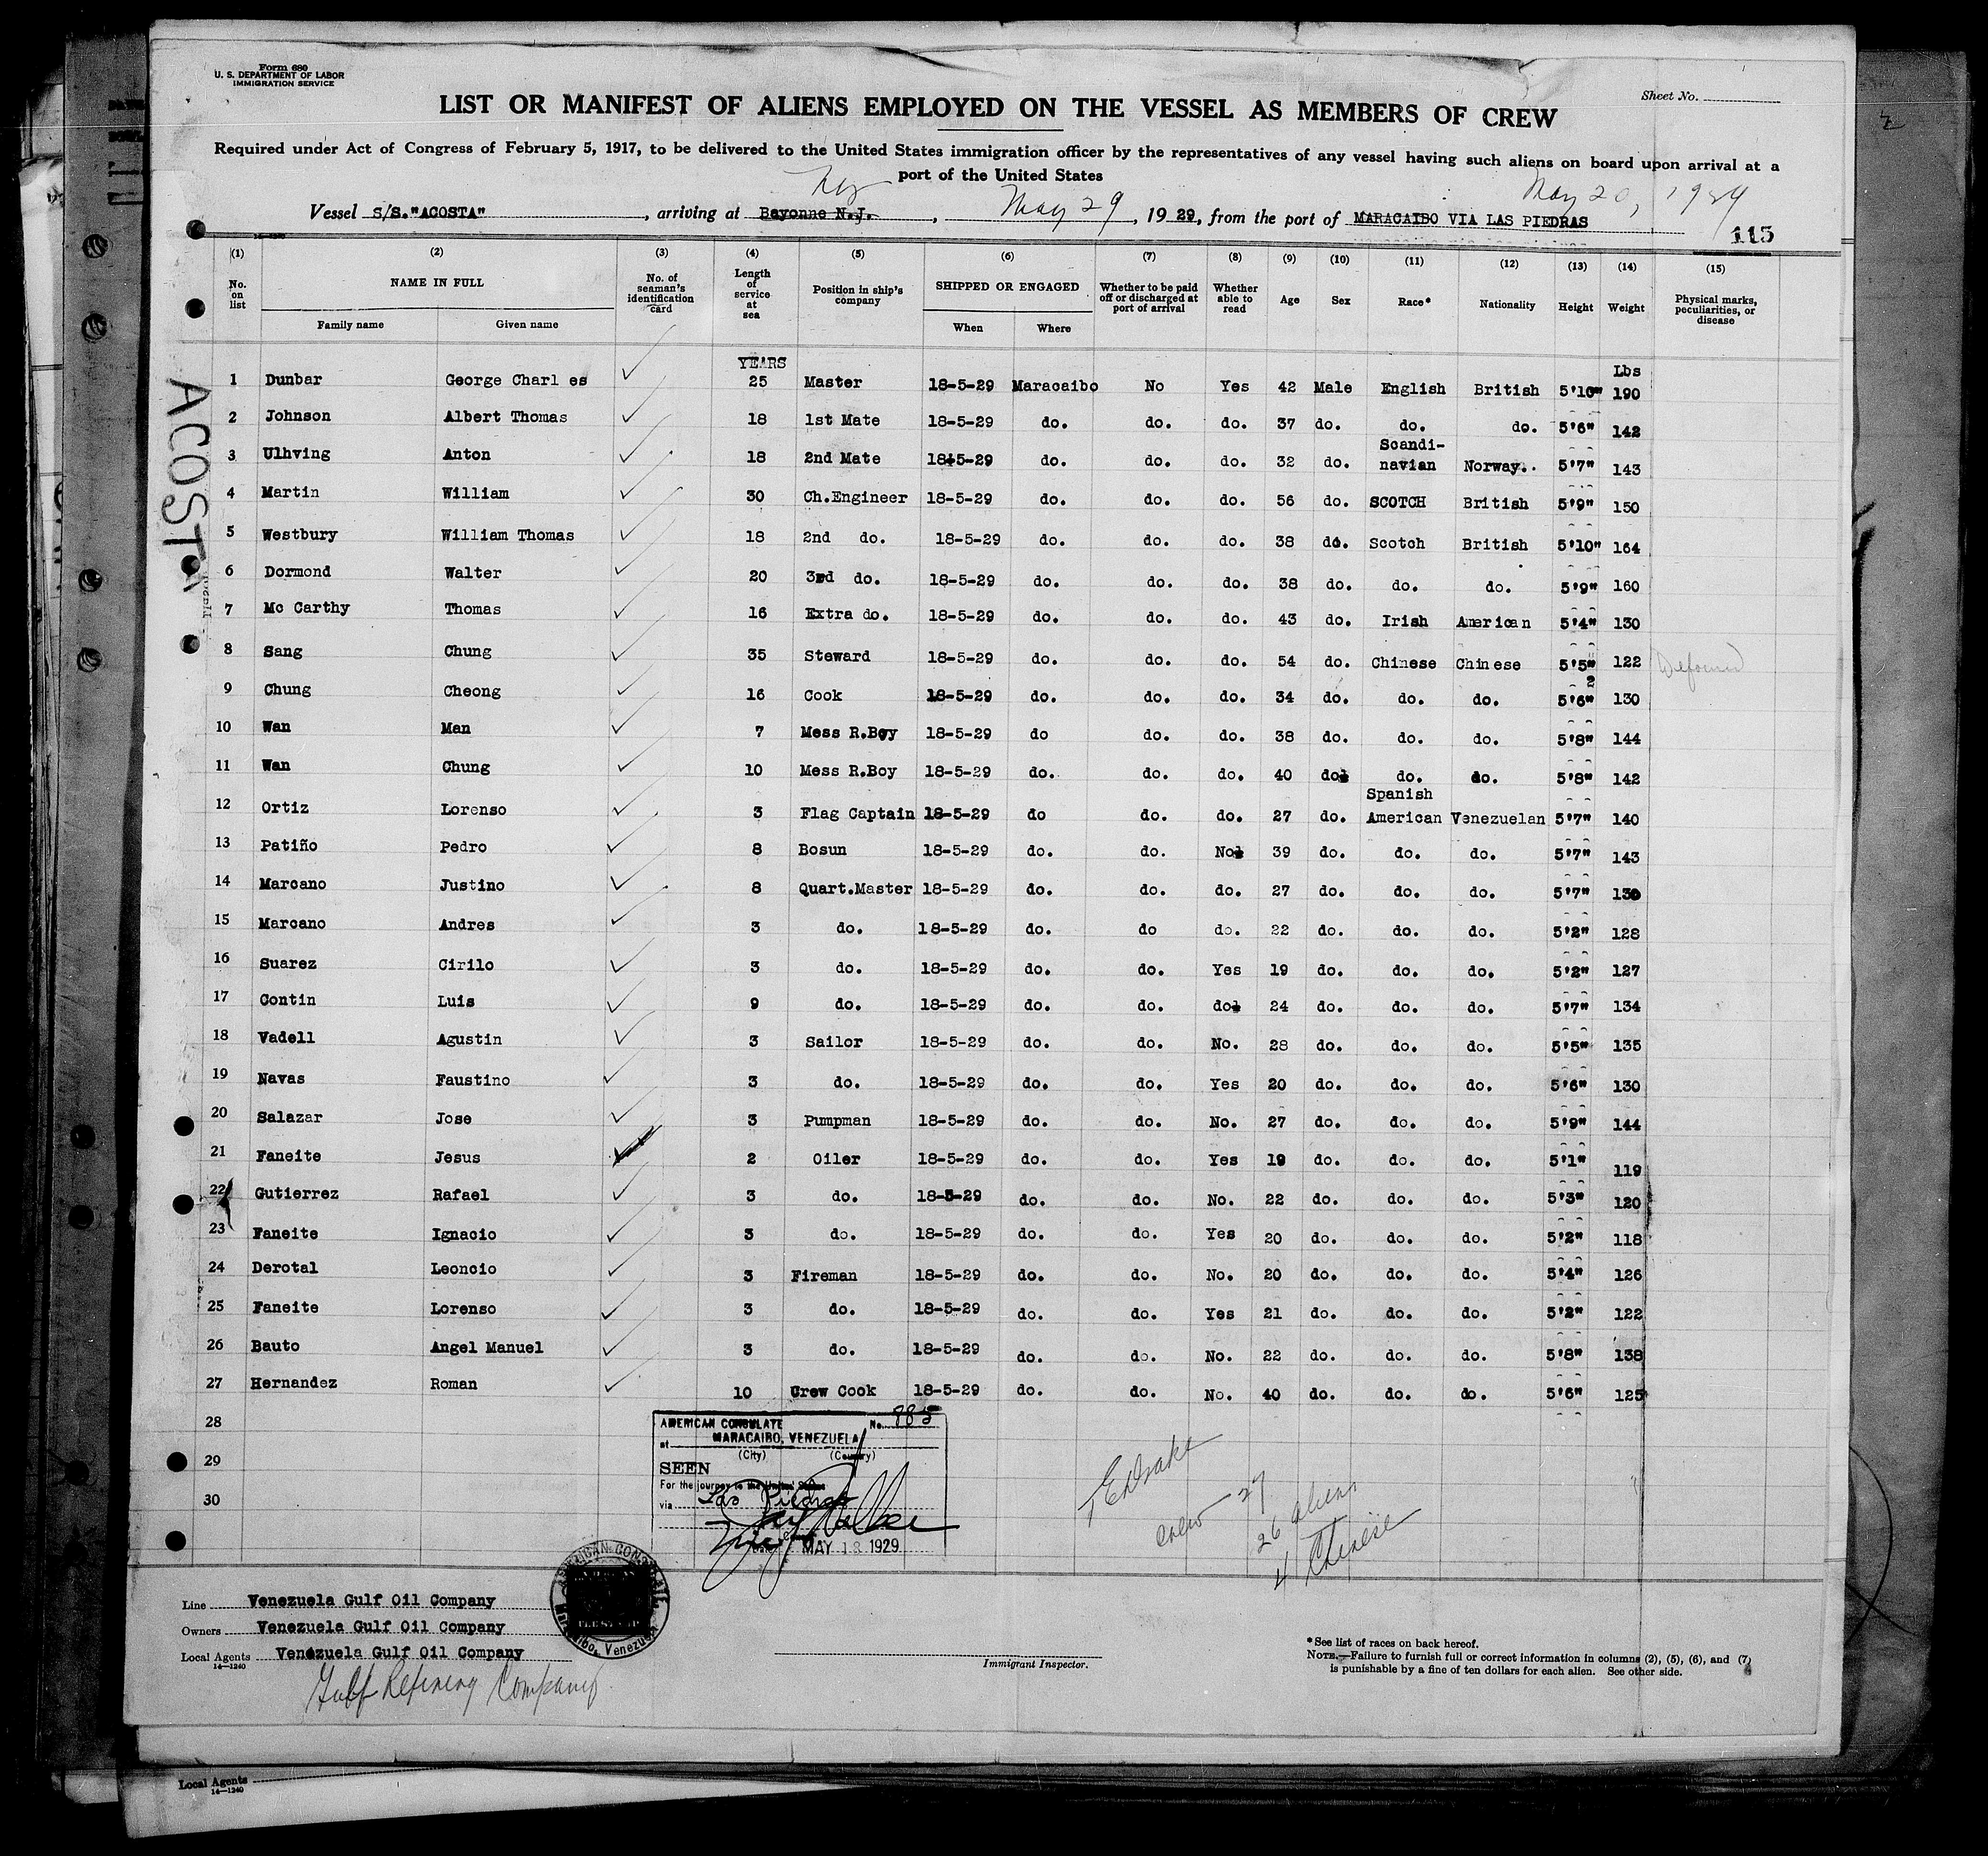 Form 680
U. S. DEPARTMENT OF LABOR
IMMIGRATION SERVICE
Sheet No.
LIST OR MANIFEST OF ALIENS EMPLOYED ON THE VESSEL AS MEMBERS OF CREW
Required under Act of Congress of February 5, 1917, to be delivered to the United States immigration officer by the representatives of any vessel having such aliens on board upon arrival at a
port of the United States
Vessel S/S."ACOSTA", arriving at Bayonne N.J., May 29, 1929, from the port of MARACAIBO VIA LAS PIEDRAS
May 20, 1929
115
ACOSTA
(1) (2) (3) (4) (5) (6) (7) (8) (9) (10) (11) (12) (13) (14) (15)
No. on list NAME IN FULL Family name Given name No. of seaman's identification card Length of service at sea Position in ship's company SHIPPED OR ENGAGED When Where Whether to be paid off or discharged at port of arrival Whether able to read Age Sex Race* Nationality Height Weight Physical marks, peculiarities, or disease
YEARS Lbs
1 Dunbar George Charl es 25 Master 18-5-29 Maracaibo No Yes 42 Male English British 5'10" 190
2 Johnson Albert Thomas 18 1st Mate 18-5-29 do. do. do. 37 do. do. do. 5'6" 142
3 Ulhving Anton 18 2nd Mate 18-5-29 do. do. do. 32 do. Scandi-navian Norway.. 5'7" 143
4 Martin William 30 Ch.Engineer 18-5-29 do. do. do. 56 do. SCOTCH British 5'9" 150
5 Westbury William Thomas 18 2nd do. 18-5-29 do. do. do. 38 do. Scotch British 5'10" 164
6 Dormond Walter 20 3rd do. 18-5-29 do. do. do. 38 do. do. do. 5'9" 160
7 Mc Carthy Thomas 16 Extra do. 18-5-29 do. do. do. 43 do. Irish American 5'4" 130
8 Sang Chung 35 Steward 18-5-29 do. do. do. 54 do. Chinese Chinese 5'5" 122
9 Chung Cheong 16 Cook 18-5-29 do. do. do. 34 do. do. do. 5'6" 130
10 Wan Man 7 Mess R.Boy 18-5-29 do do. do. 38 do. do. do. 5'8" 144
11 Wan Chung 10 Mess R.Boy 18-5-29 do. do. do. 40 do. do. do. 5'8" 142
12 Ortiz Lorenso 3 Flag Captain 18-5-29 do do. do. 27 do. Spanish American Venezuelan 5'7" 140
13 Patiño Pedro 8 Bosun 18-5-29 do. do. No. 39 do. do. do. 5'7" 143
14 Marcano Justino 8 Quart.Master 18-5-29 do. do. do. 27 do. do. do. 5'7" 130
15 Marcano Andres 3 do. 18-5-29 do. do do. 22 do. do. do. 5'2" 128
16 Suarez Cirilo 3 do. 18-5-29 do. do. Yes 19 do. do. do. 5'2" 127
17 Contin Luis 9 do. 18-5-29 do. do. do. 24 do. do. do. 5'7" 134
18 Vadell Agustin 3 Sailor 18-5-29 do. do. No. 28 do. do. do. 5'5" 135
19 Navas Faustino 3 do. 18-5-29 do. do. Yes 20 do. do. do. 5'6" 130
20 Salazar Jose 3 Pumpman 18-5-29 do. do. No. 27 do. do. do. 5'9" 144
21 Faneite Jesus 2 Oiler 18-5-29 do. do. Yes 19 do. do. do. 5'1" 119
22 Gutierrez Rafael 3 do. 18-5-29 do. do. No. 22 do. do. do. 5'3" 120
23 Faneite Ignacio 3 do. 18-5-29 do. do. Yes 20 do. do. do. 5'2" 118
24 Derotal Leoncio 3 Fireman 18-5-29 do. do. No. 20 do. do. do. 5'4" 126
25 Faneite Lorenso 3 do. 18-5-29 do. do. Yes 21 do. do. do. 5'2" 122
26 Bauto Angel Manuel 3 do. 18-5-29 do. do. No. 22 do. do. do. 5'8" 138
27 Hernandez Roman 10 Crew Cook 18-5-29 do. do. No. 40 do. do. do. 5'6" 125
28
29
30
AMERICAN CONSULATE No. 985
at MARACAIBO, VENEZUELA
(City) (Country)
SEEN
For the journey to the United States
via Las Piedras
MAY 18 1929
Crew 27
26 aliens
4 Chinese
Line Venezuela Gulf Oil Company
Owners Venezuela Gulf Oil Company
Local Agents Venezuela Gulf Oil Company
14—1240
Gulf Refining Company
Immigrant Inspector.
*See list of races on back hereof.
NOTE.—Failure to furnish full or correct information in columns (2), (5), (6), and (7)
is punishable by a fine of ten dollars for each alien. See other side.
Local Agents
14—1240